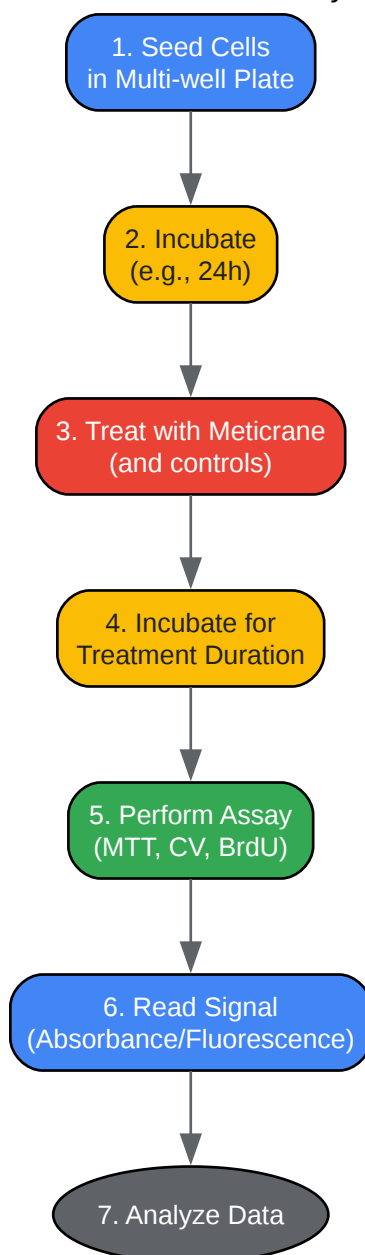 1. Seed Cells
in Multi-well Plate
2. Incubate
(e.g., 24h)
3. Treat with Meticrane
(and controls)
4. Incubate for
Treatment Duration
5. Perform Assay
(MTT, CV, BrdU)
6. Read Signal
(Absorbance/Fluorescence)
7. Analyze Data